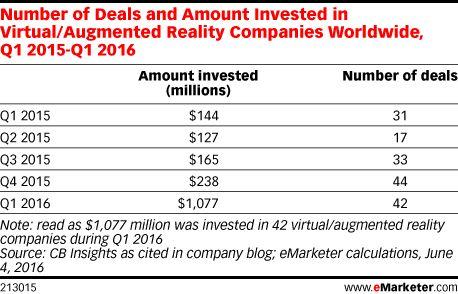 Number of Deals and Amount Invested in
Virtual/Augmented Reality Companies Worldwide,
Q1 2015-Q1 2016
Amount invested Number of deals
(millions)
Q1 2015 $144 31
Q2 2015 $127 17
Q3 2015 $165 33
Q4 2015 $238 44
Q1 2016 $1,077 42
Note: read as $1,077 million was invested in 42 virtual/augmented reality
companies during Q1 2016
Source: CB Insights as cited in company blog; eMarketer calculations, June
4, 2016
213015 www.eMarketer.com